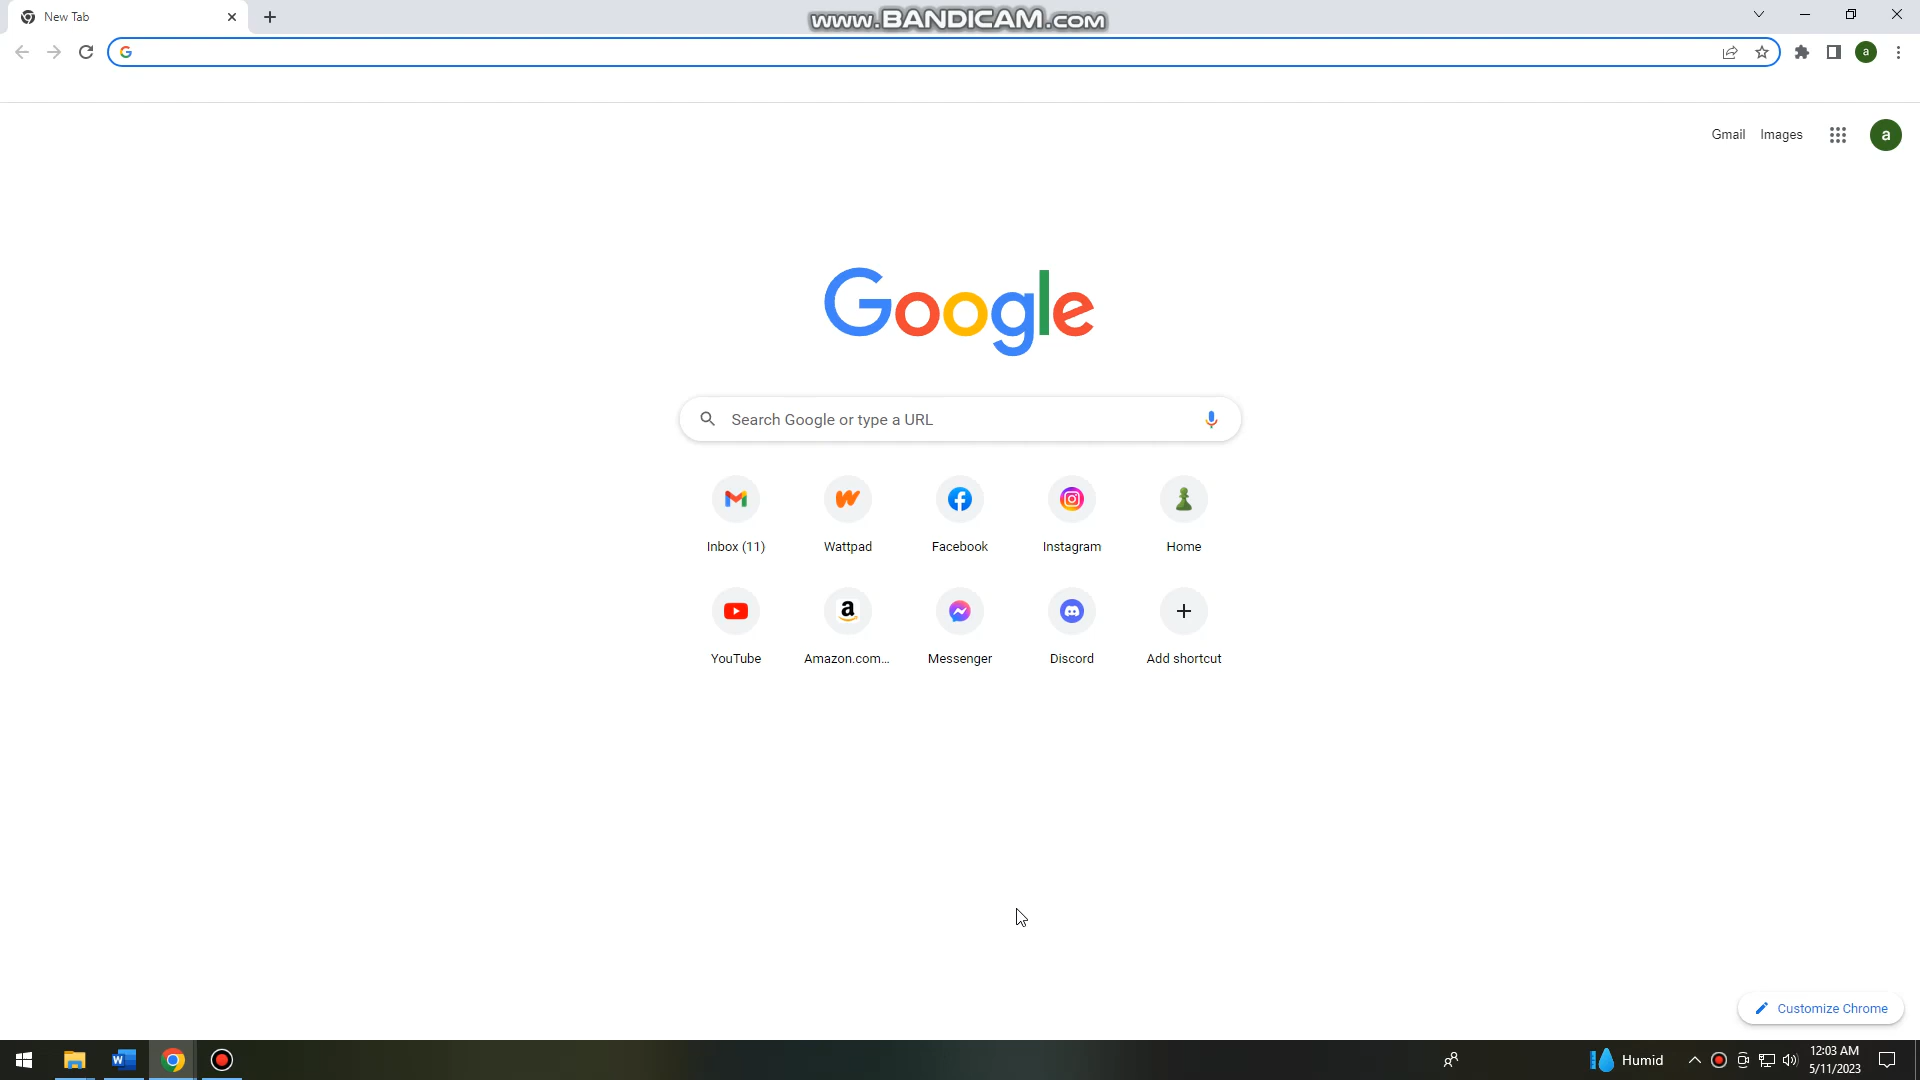 New Tab
www.BANDICAM.com
a
Gmail
Images
a
Google
Search Google or type a URL
Inbox (11)
Wattpad
Facebook
Instagram
Home
YouTube
Amazon.com...
Messenger
Discord
Add shortcut
Customize Chrome
Humid
12:03 AM
5/11/2023